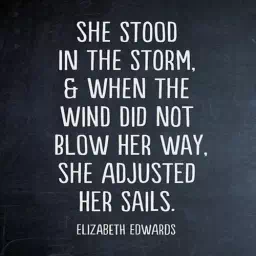 SHE STOOD
IN THE STORM,
& WHEN THE
WIND DID NOT
BLOW HER WAY,
SHE ADJUSTED
HER SAILS.
ELIZABETH EDWARDS